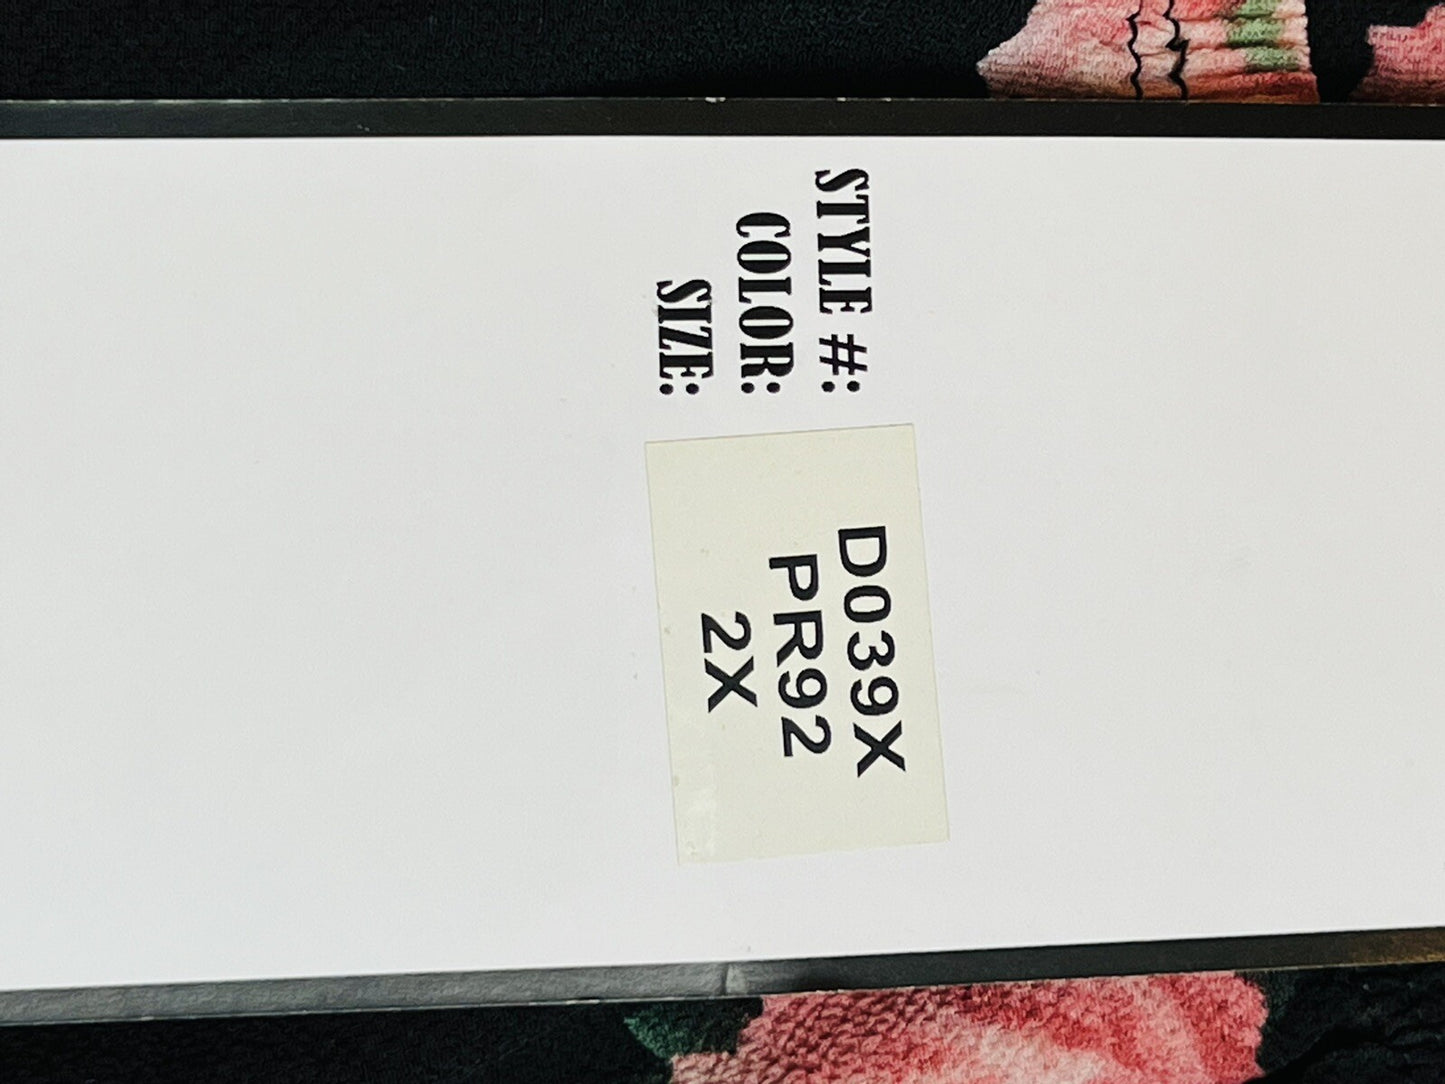 STYLE #:
COLOR:
SIZE:
D039X
PR92
2X